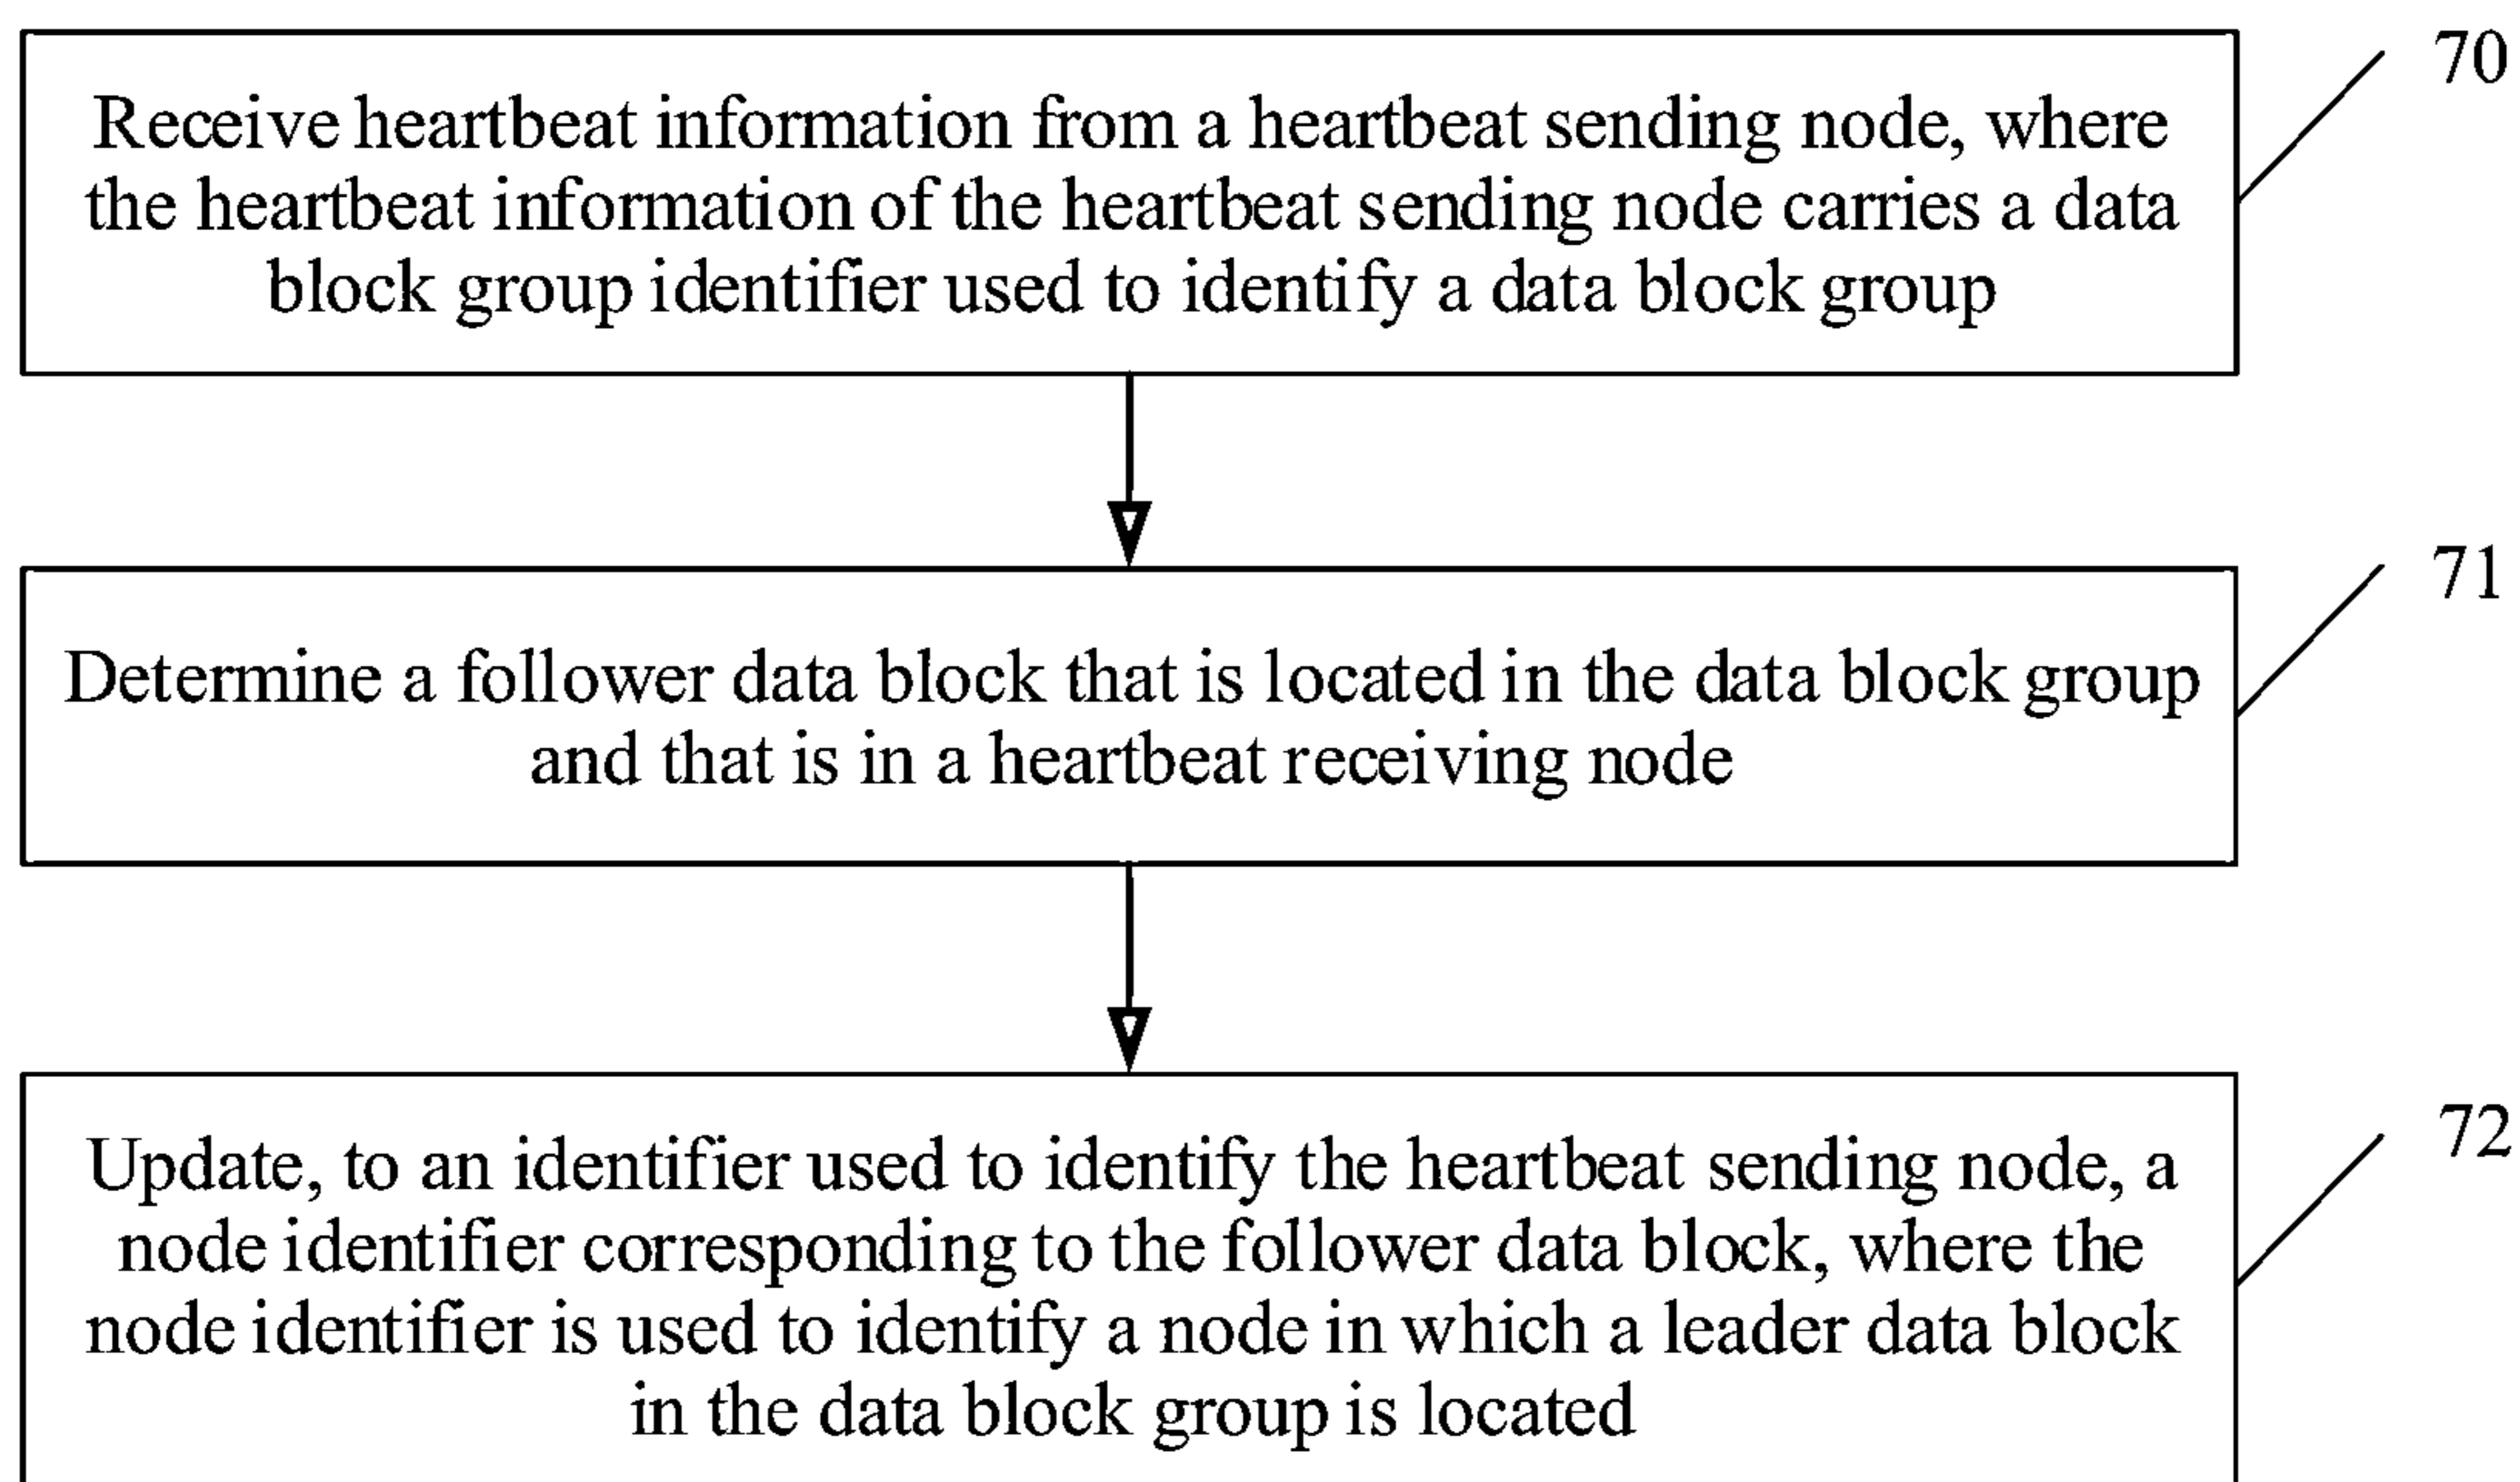 70
Receive heartbeat information from a heartbeat sending node, where
the heartbeat information of the heartbeat sending node carries a data
block group identifier used to identify a data block group
71
Determine a follower data block that is located in the data block group
and that is in a heartbeat receiving node
72
Update, to an identifier used to identify the heartbeat sending node, a
node identifier corresponding to the follower data block, where the
node identifier is used to identify a node in which a leader data block
in the data block group is located